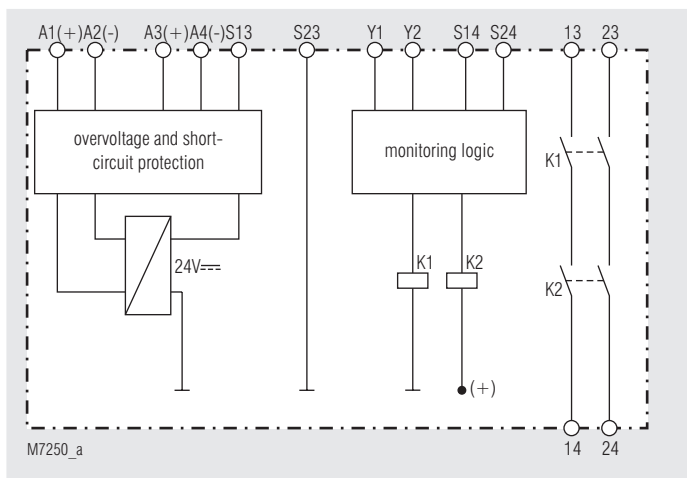 A1(+) A2(-) A3(+) A4(-) S13 S23 Y1 Y2 S14 S24 13 23
overvoltage and short-
circuit protection
monitoring logic
K1
24V
K1 K2
K2
(+)
M7250_a
14 24